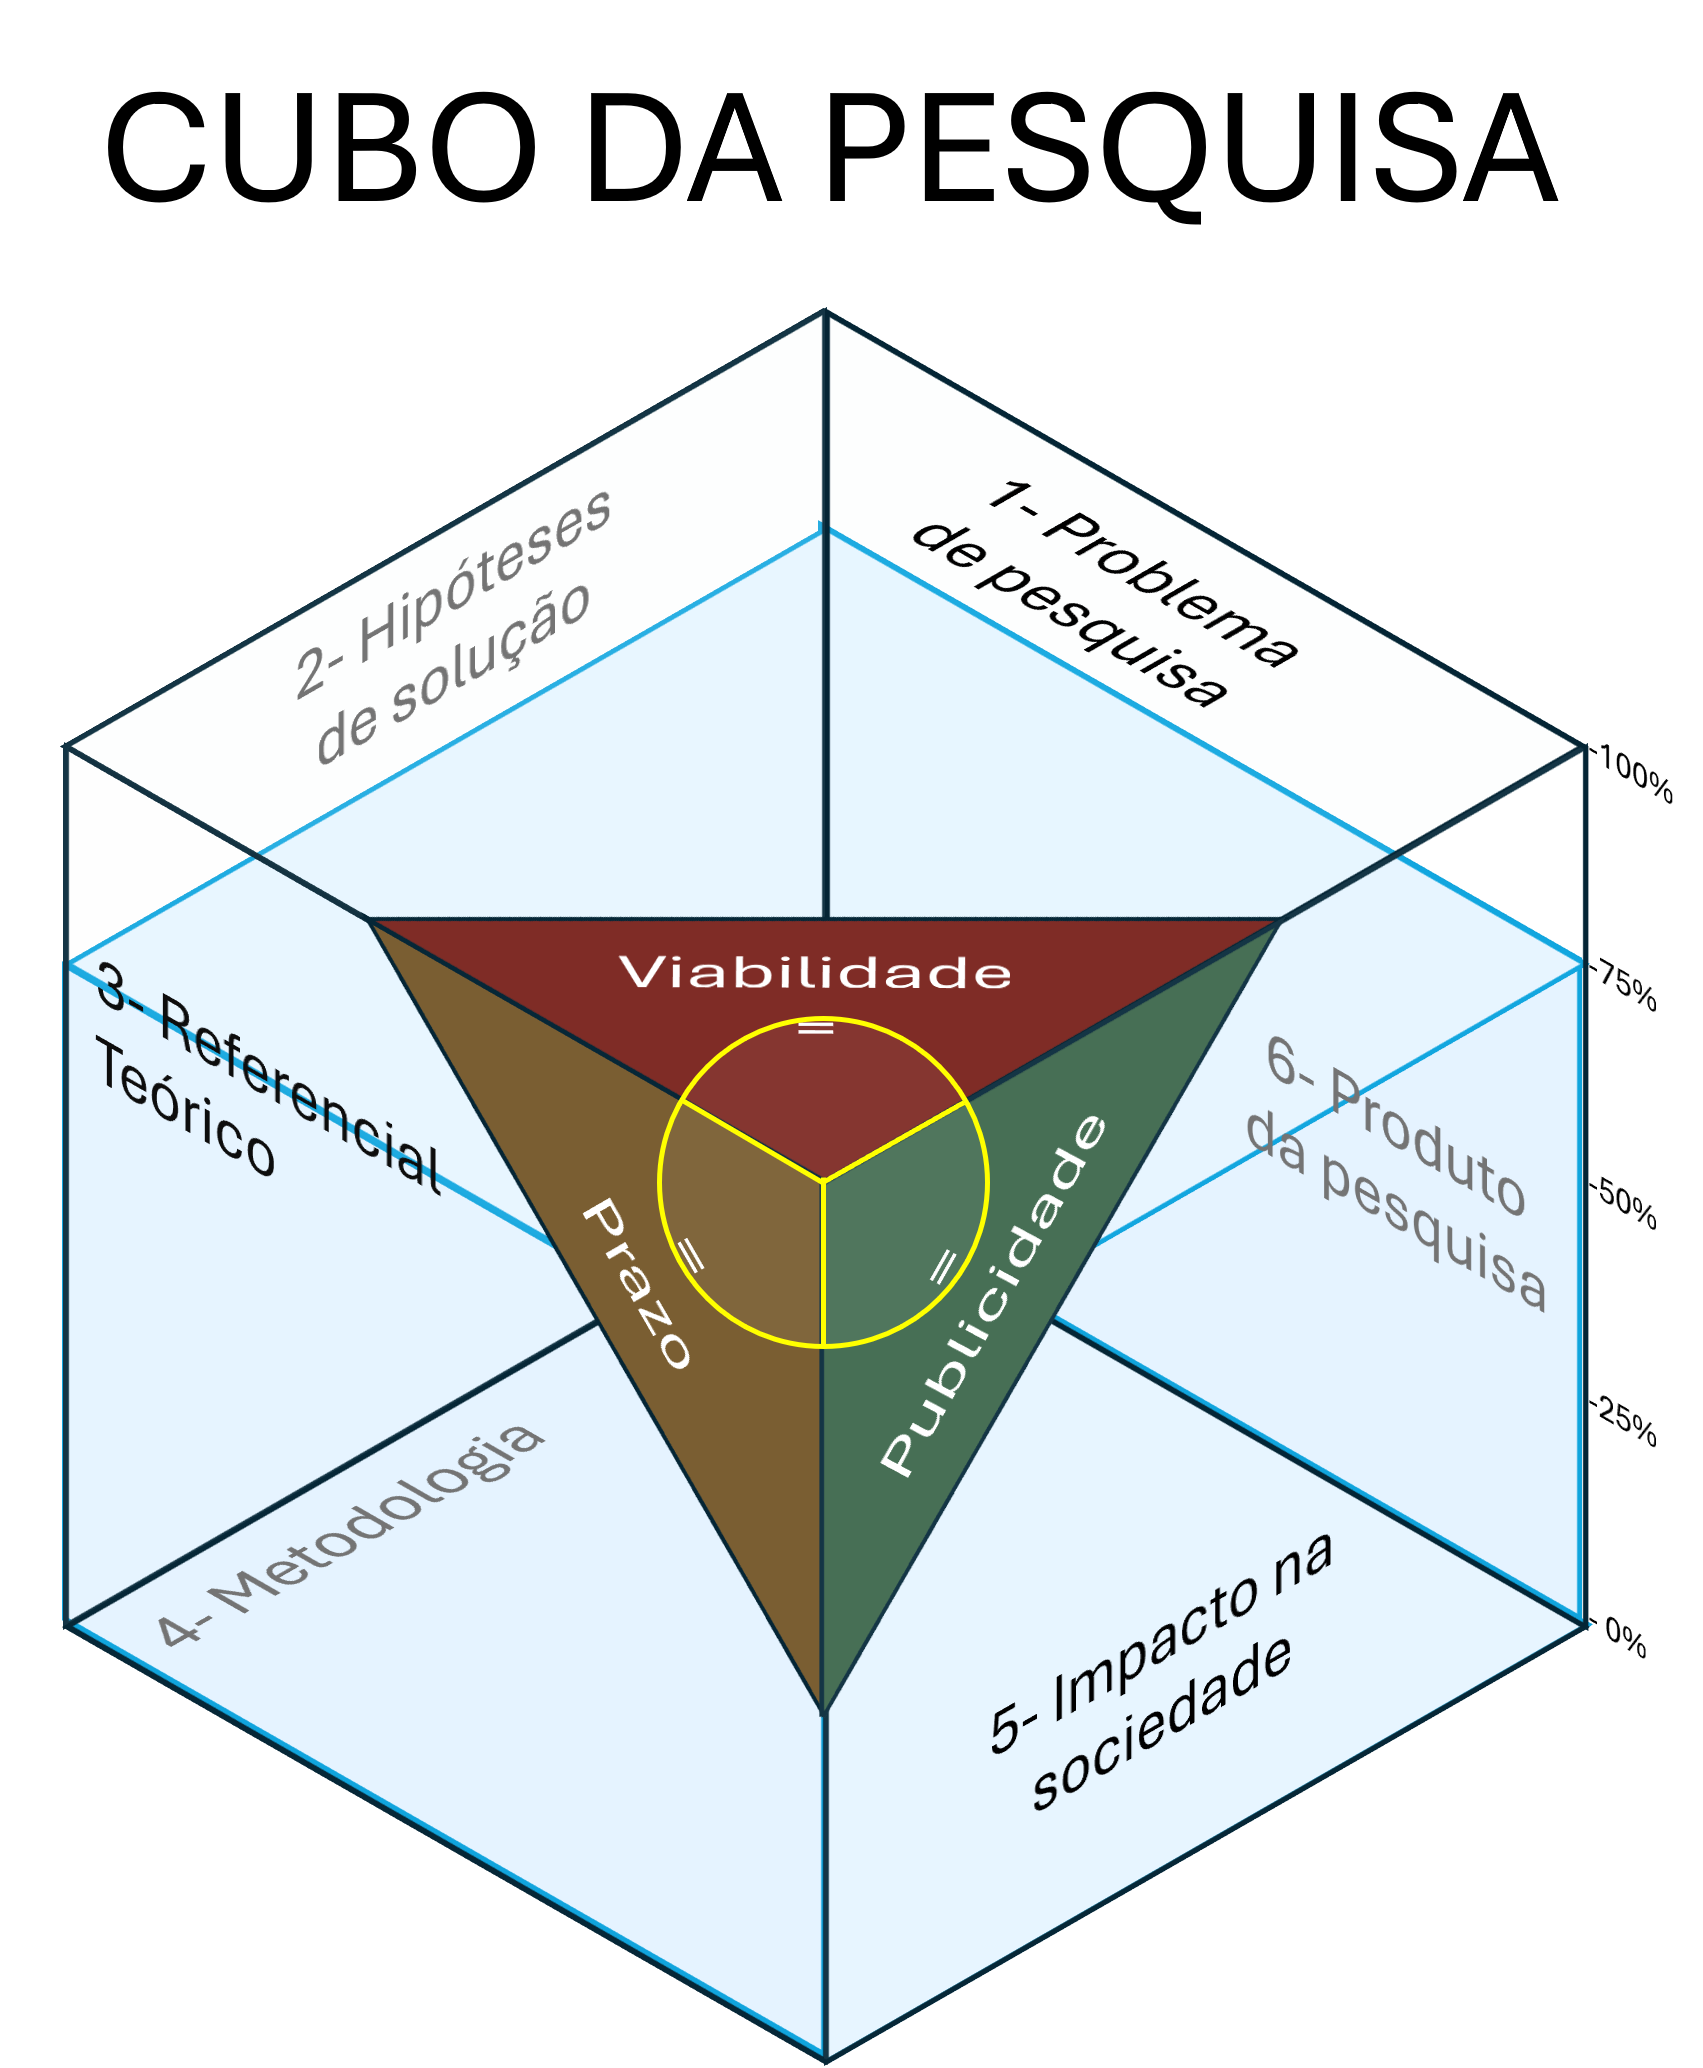 CUBO DA PESQUISA
1- Problema
de pesquisa
2- Hipóteses
de solução
3- Referencial
Teórico
4- Metodologia
5- Impacto na
sociedade
6- Produto
da pesquisa
Viabilidade
=
Prazo
=
Publicidade
=
-100%
-75%
-50%
-25%
- 0%